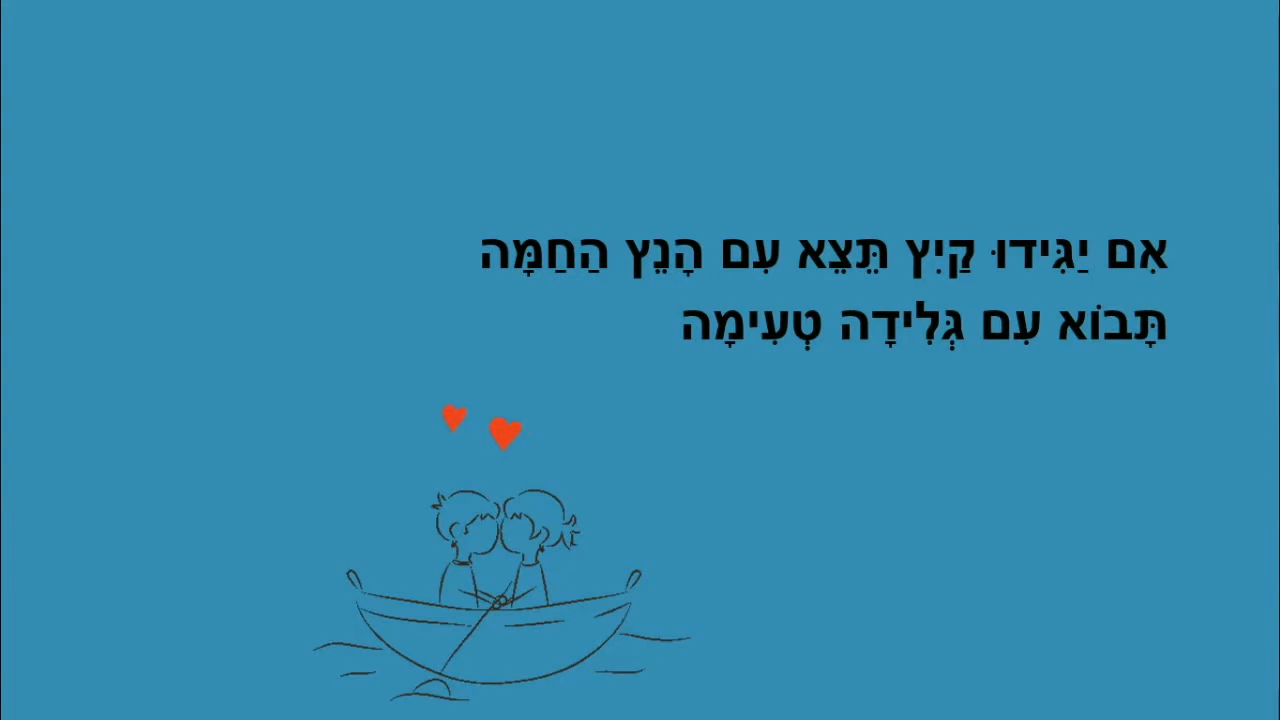 אִם יַגִּידוּ קַיִץ תֵּצֵא עִם הָנֵץ הַחַמָּה
תָּבוֹא עִם גְּלִידָה טְעִימָה